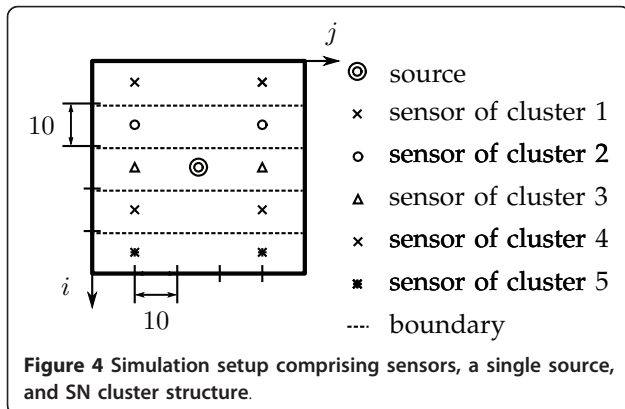 j
source
sensor of cluster 1
10
sensor of cluster 2
sensor of cluster 3
sensor of cluster 4
i
sensor of cluster 5
10
boundary
Figure 4 Simulation setup comprising sensors, a single source,
and SN cluster structure.